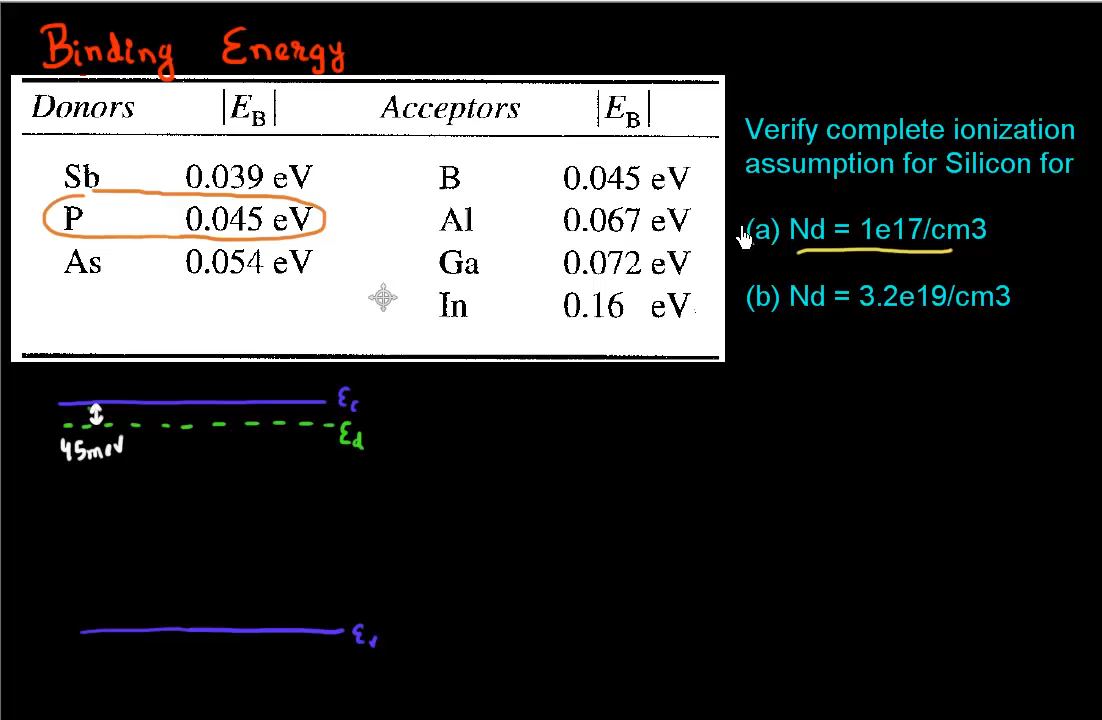 Binding Energy
Donors |E_B| Acceptors |E_B|
Sb 0.039 eV B 0.045 eV
P 0.045 eV Al 0.067 eV
As 0.054 eV Ga 0.072 eV
In 0.16 eV
Verify complete ionization
assumption for Silicon for
(a) Nd = 1e17/cm3
(b) Nd = 3.2e19/cm3
Ec
Ed
45meV
Ev